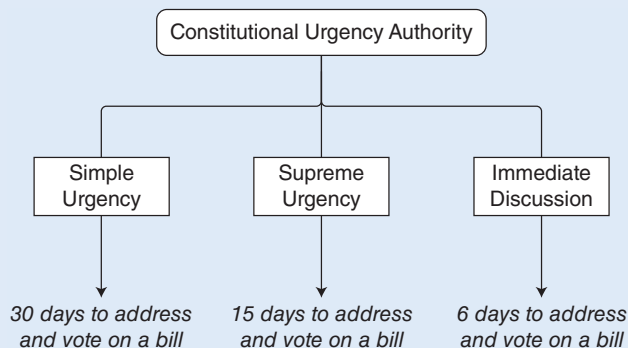 Constitutional Urgency Authority
Simple
Urgency
Supreme
Urgency
Immediate
Discussion
30 days to address
and vote on a bill
15 days to address
and vote on a bill
6 days to address
and vote on a bill